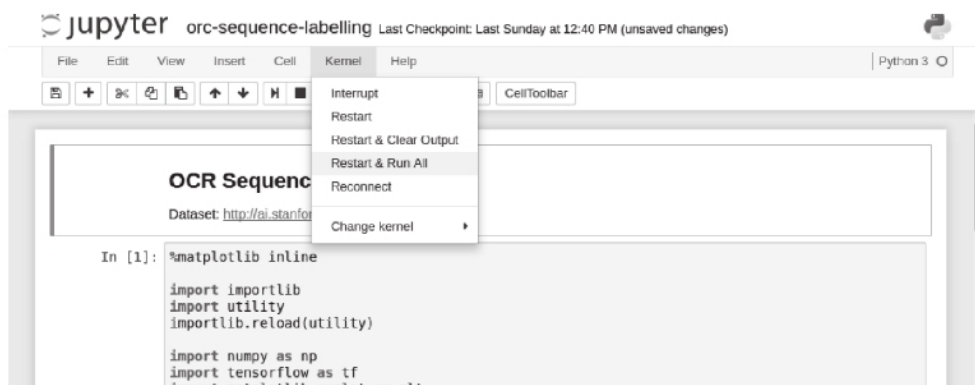 jupyter orc-sequence-labelling Last Checkpoint: Last Sunday at 12:40 PM (unsaved changes)
File Edit View Insert Cell Kernel Help Python 3
CellToolbar
Interrupt
Restart
Restart & Clear Output
Restart & Run All
Reconnect
Change kernel
OCR Sequenc
Dataset: http://ai.stanfor
In [1]: %matplotlib inline
import importlib
import utility
importlib.reload(utility)
import numpy as np
import tensorflow as tf